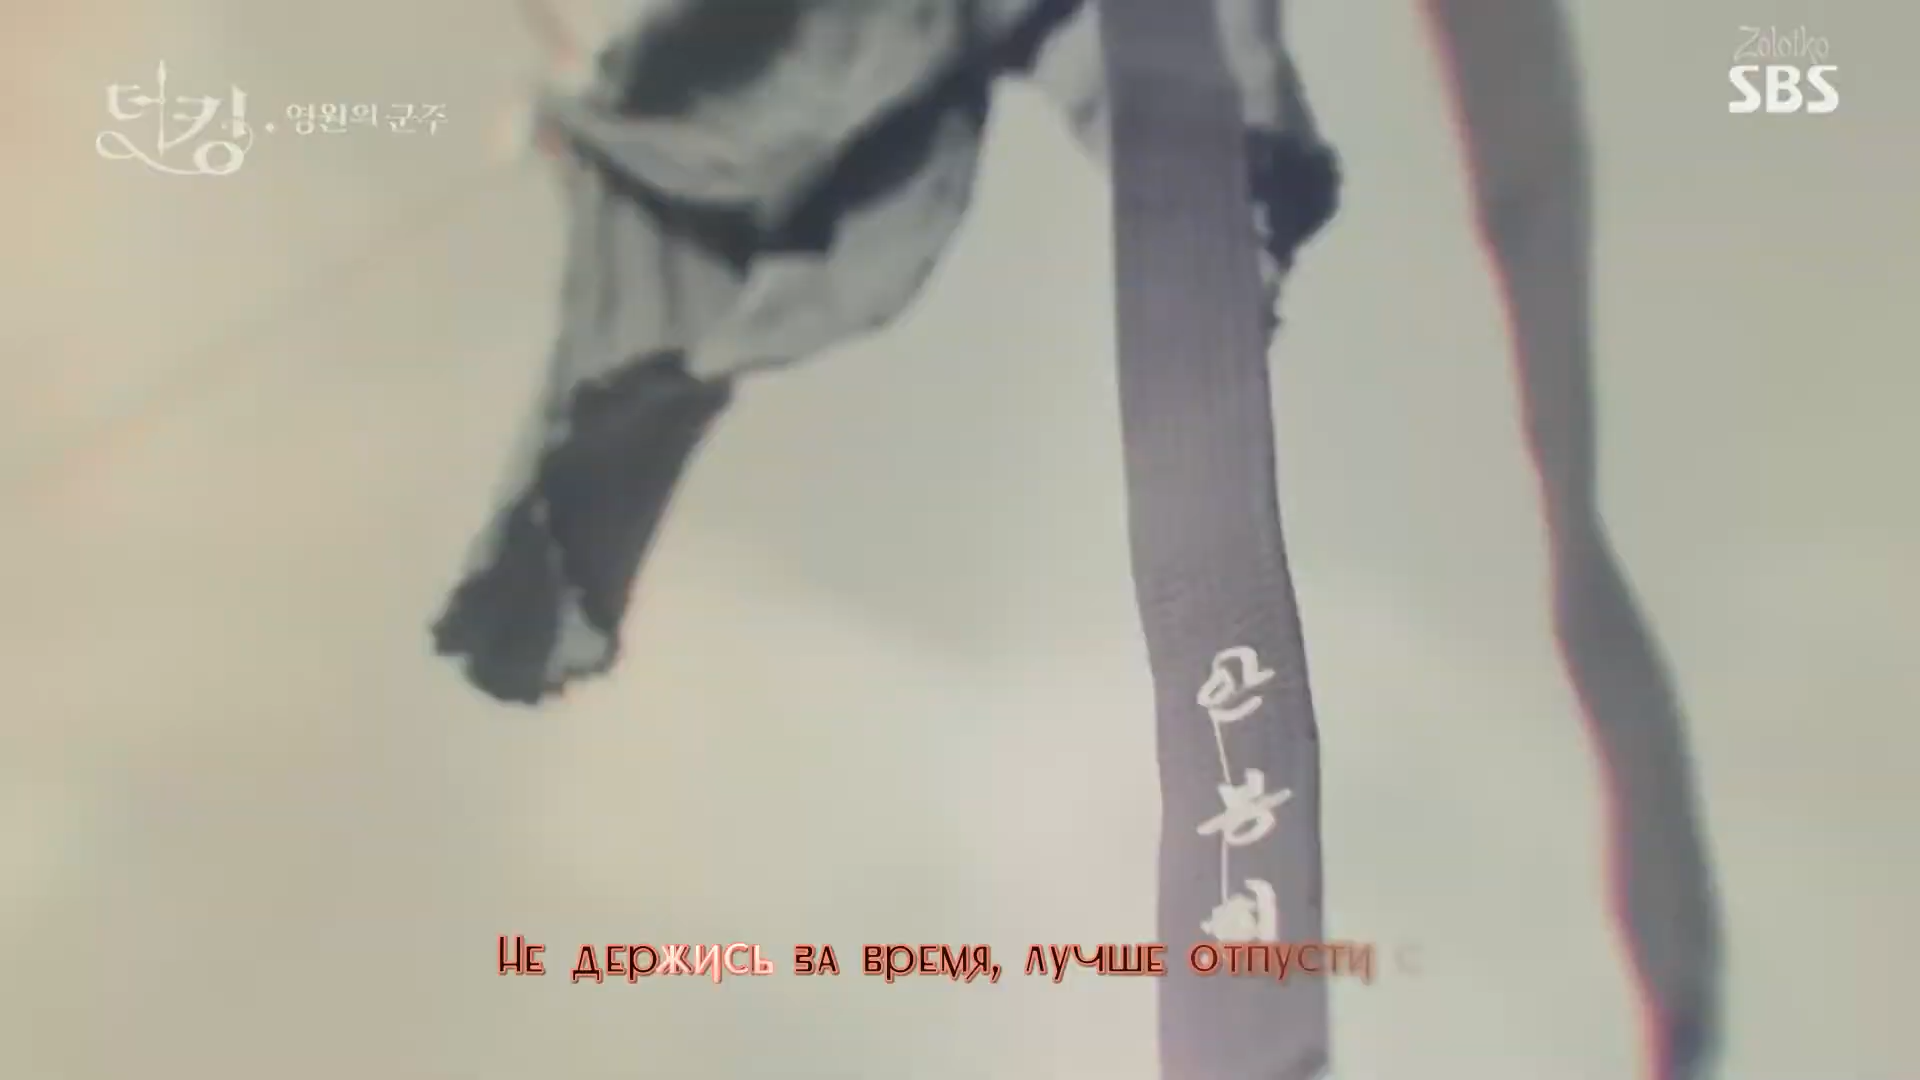 더킹 : 영원의 군주
Zolotko
SBS
Не держись за время, лучше отпусти с